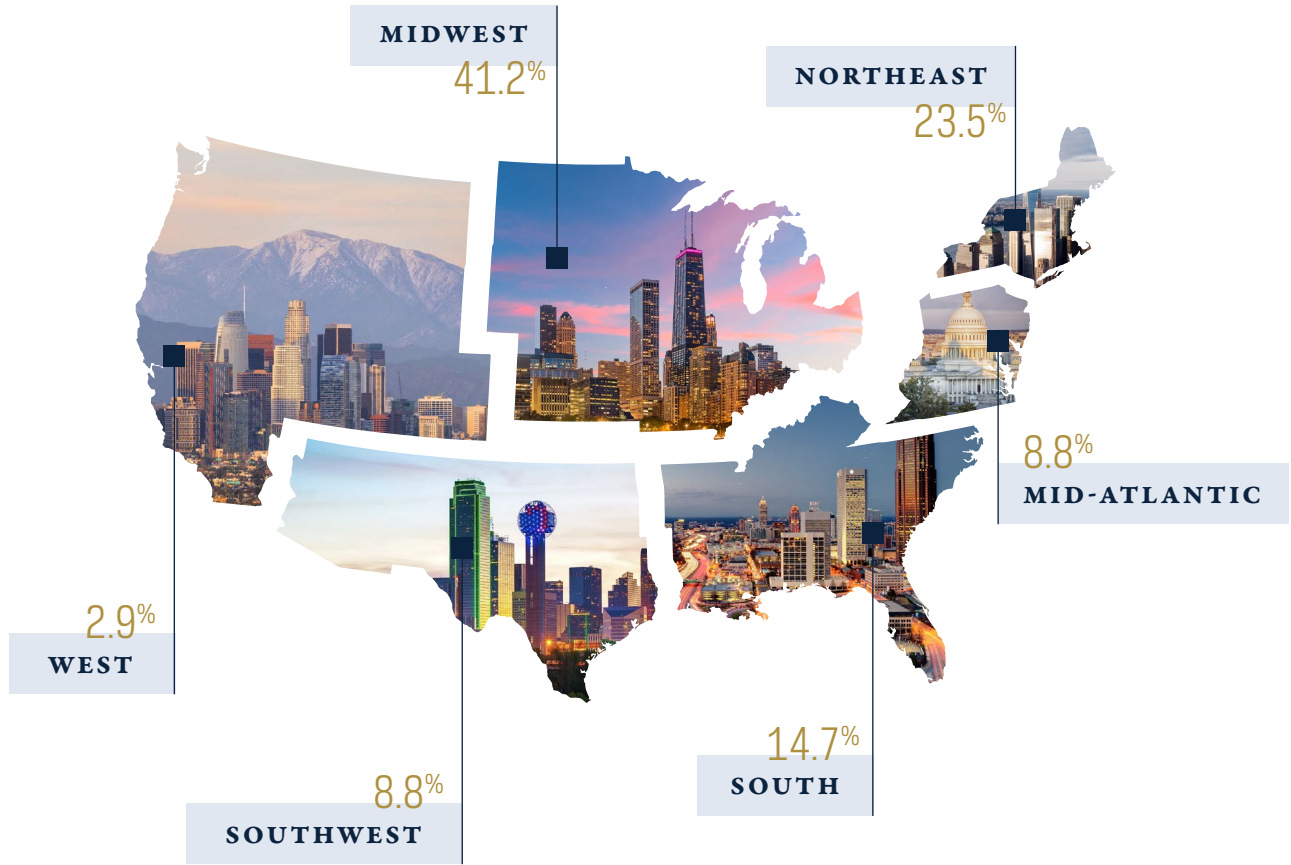 MIDWEST
41.2%
NORTHEAST
23.5%
8.8%
MID-ATLANTIC
2.9%
WEST
14.7%
SOUTH
8.8%
SOUTHWEST